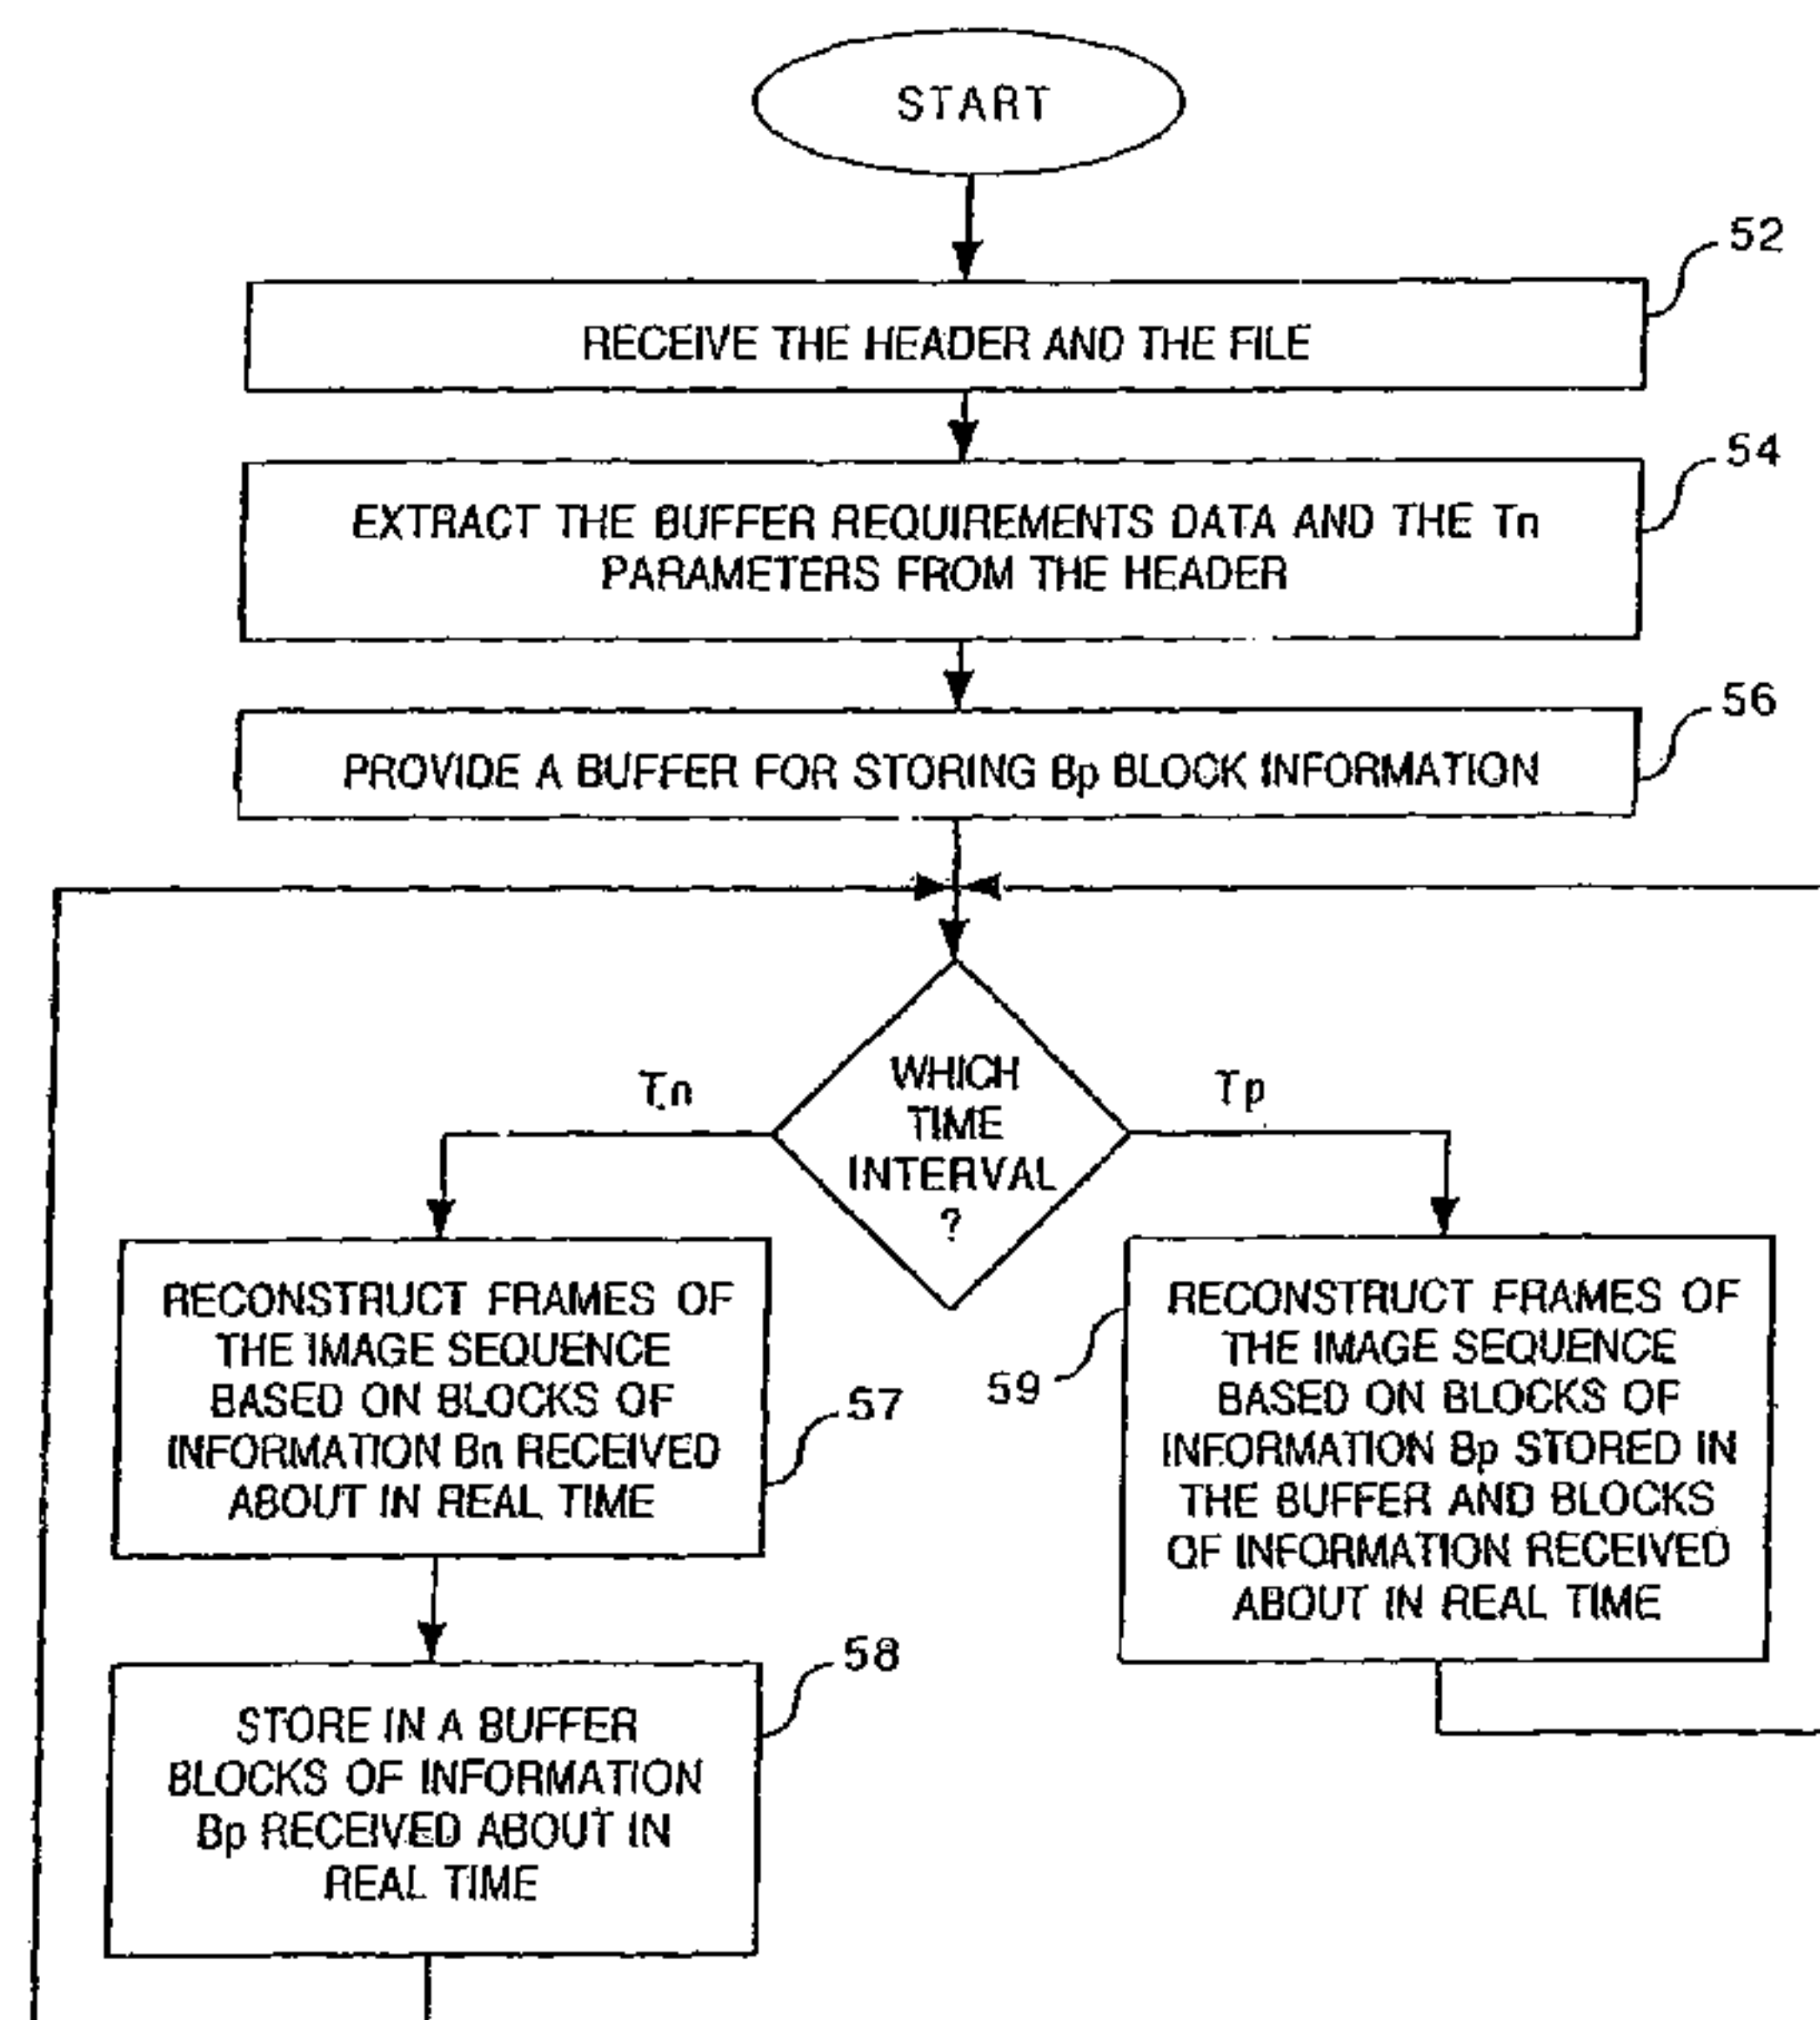 START
52
RECEIVE THE HEADER AND THE FILE
54
EXTRACT THE BUFFER REQUIREMENTS DATA AND THE Tn
PARAMETERS FROM THE HEADER
56
PROVIDE A BUFFER FOR STORING Bp BLOCK INFORMATION
WHICH
TIME
INTERVAL
?
Tn
Tp
RECONSTRUCT FRAMES OF
THE IMAGE SEQUENCE
BASED ON BLOCKS OF
INFORMATION Bn RECEIVED
ABOUT IN REAL TIME
57
59
RECONSTRUCT FRAMES OF
THE IMAGE SEQUENCE
BASED ON BLOCKS OF
INFORMATION Bp STORED IN
THE BUFFER AND BLOCKS
OF INFORMATION RECEIVED
ABOUT IN REAL TIME
58
STORE IN A BUFFER
BLOCKS OF INFORMATION
Bp RECEIVED ABOUT IN
REAL TIME